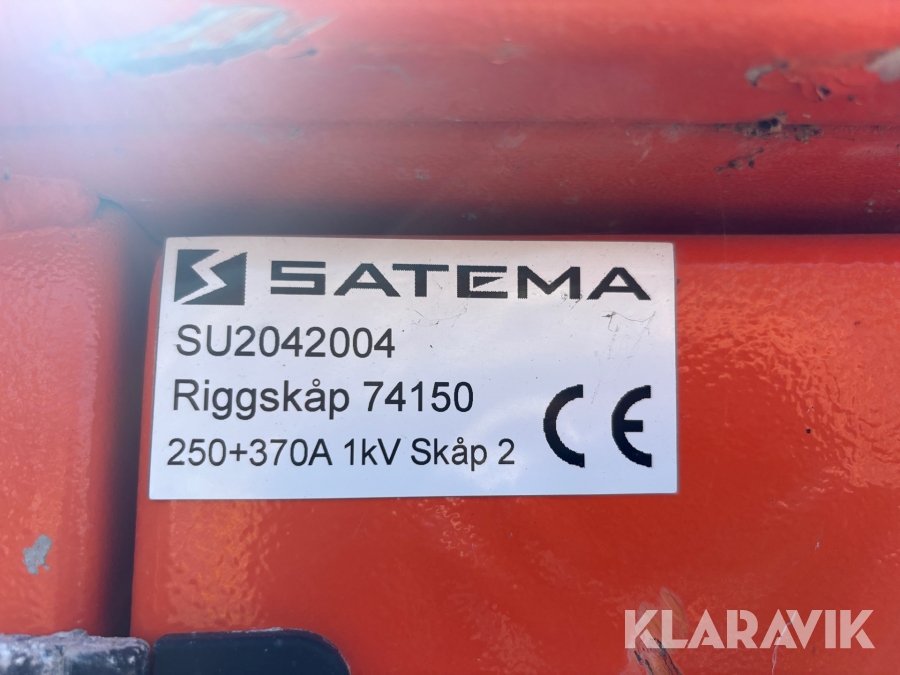 SATEMA
SU2042004
Riggskåp 74150
250+370A 1kV Skåp 2
CE
KLARAVIK